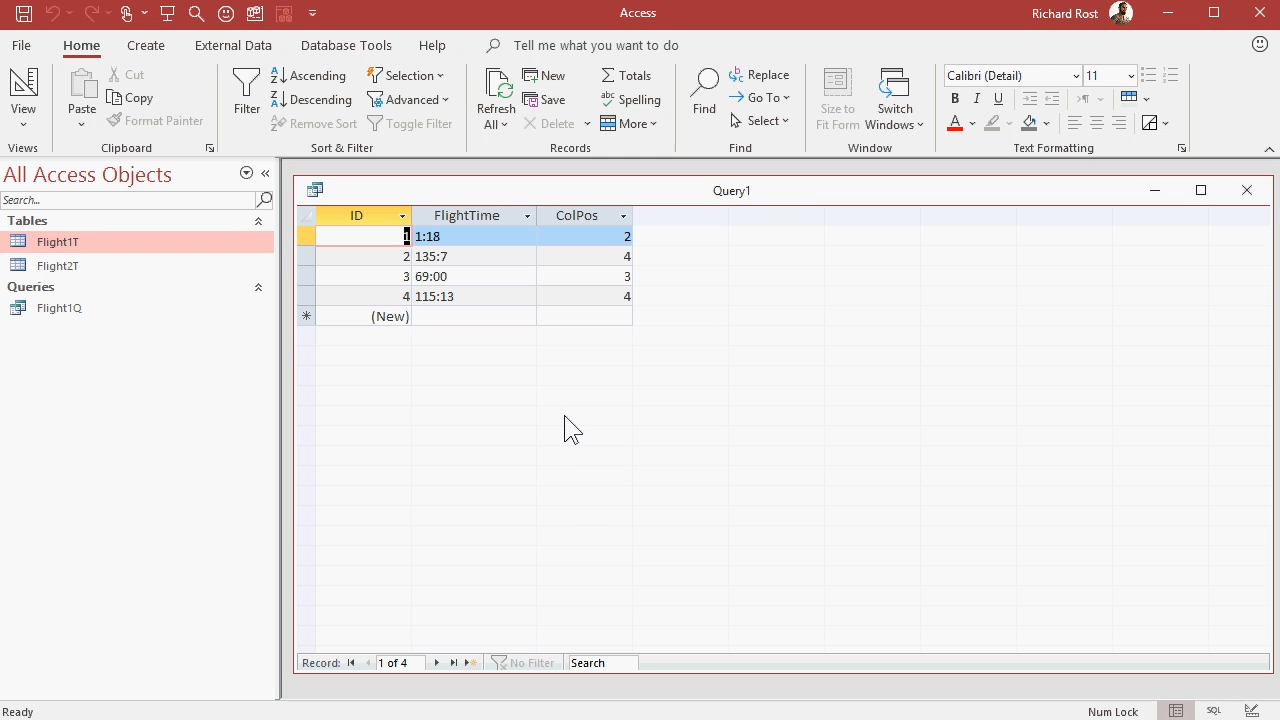 Access
Richard Rost
File Home Create External Data Database Tools Help Tell me what you want to do
View
Paste
Cut
Copy
Format Painter
Filter
Ascending
Descending
Remove Sort
Selection
Advanced
Toggle Filter
Refresh
All
New
Save
Delete
Totals
Spelling
More
Find
Replace
Go To
Select
Size to
Fit Form
Switch
Windows
Calibri (Detail) 11
B I U
A
Views Clipboard Sort & Filter Records Find Window Text Formatting
All Access Objects
Search...
Tables
Flight1T
Flight2T
Queries
Flight1Q
Query1
ID FlightTime ColPos
1 1:18 2
2 135:7 4
3 69:00 3
4 115:13 4
* (New)
Record: 1 of 4 No Filter Search
Ready Num Lock SQL